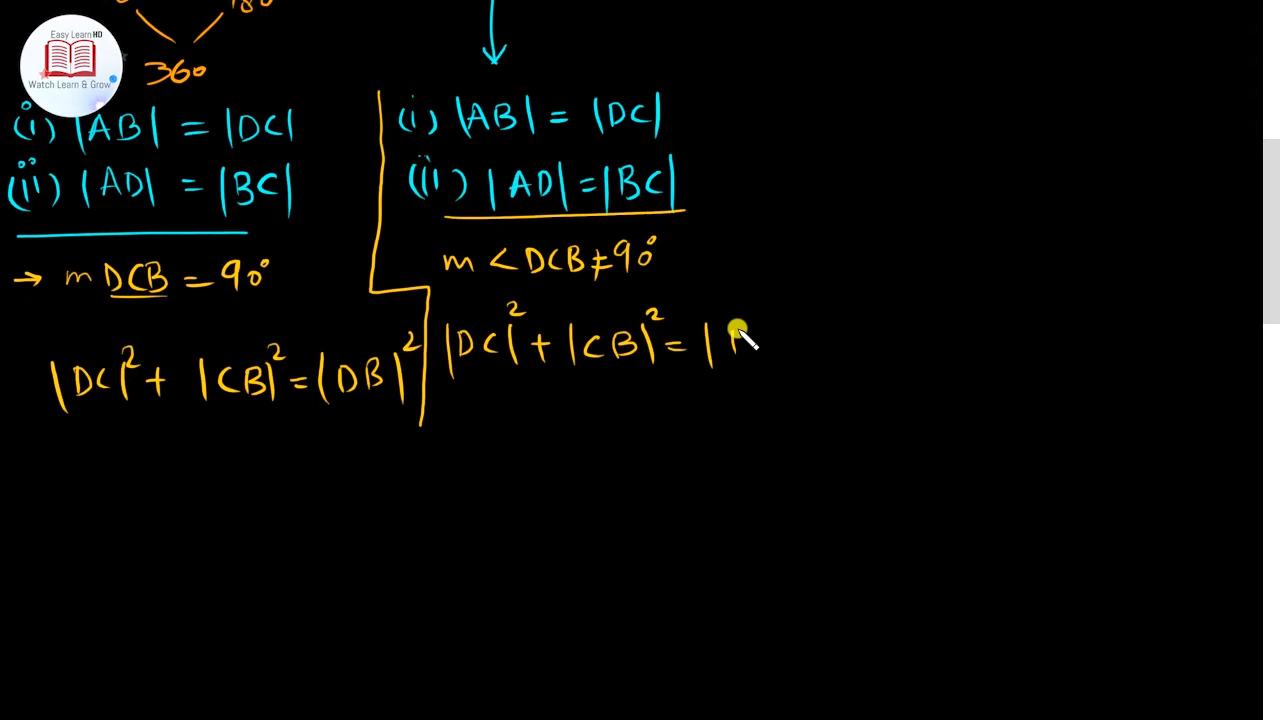 180
Easy Learn HD
Watch Learn & Grow
360
(i) |AB| = |DC|
(ii) |AD| = |BC|
→ m DCB = 90°
|DC|² + |CB|² = |DB|²
(i) |AB| = |DC|
(ii) |AD| = |BC|
m < DCB ≠ 90°
|DC|² + |CB|² = |